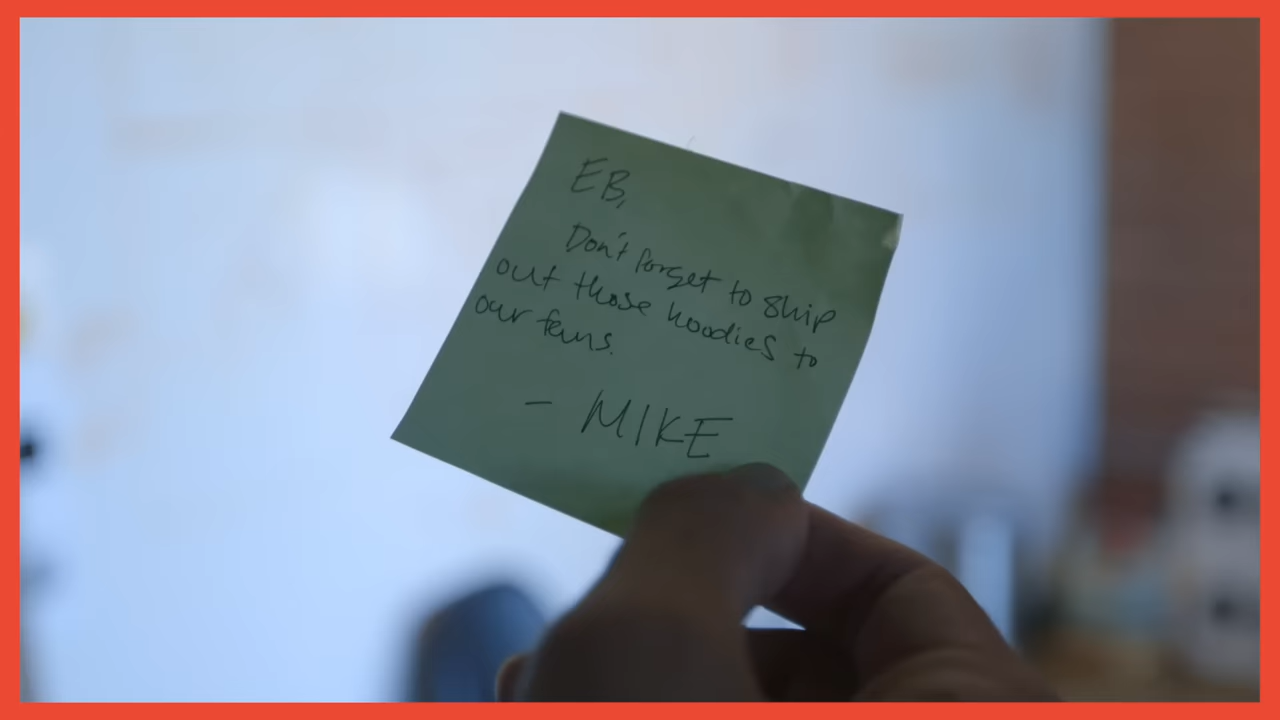 EB,
Don't forget to ship
out those hoodies to
our fans.
- MIKE